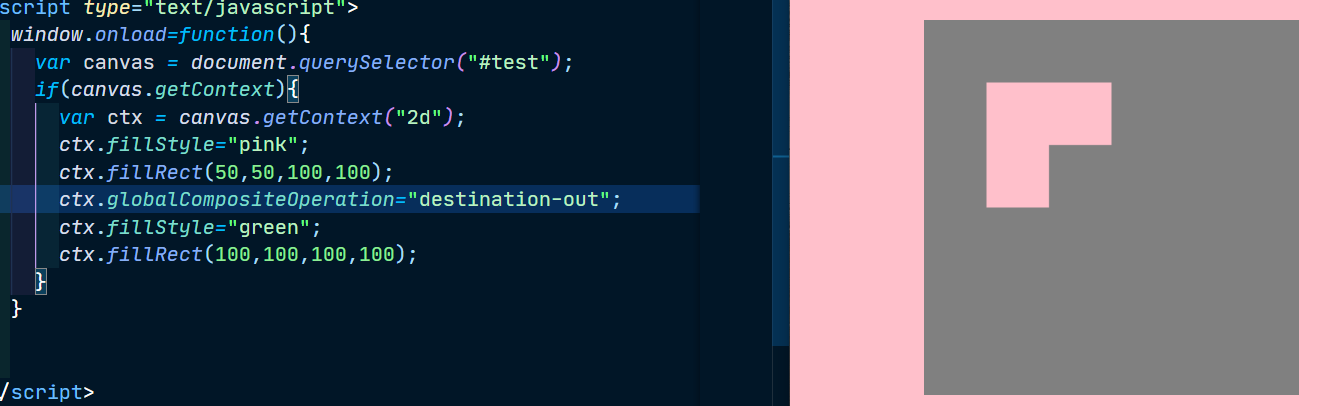 script type="text/javascript">
window.onload=function(){
var canvas = document.querySelector("#test");
if(canvas.getContext){
var ctx = canvas.getContext("2d");
ctx.fillStyle="pink";
ctx.fillRect(50,50,100,100);
ctx.globalCompositeOperation="destination-out";
ctx.fillStyle="green";
ctx.fillRect(100,100,100,100);
}
}
/script>